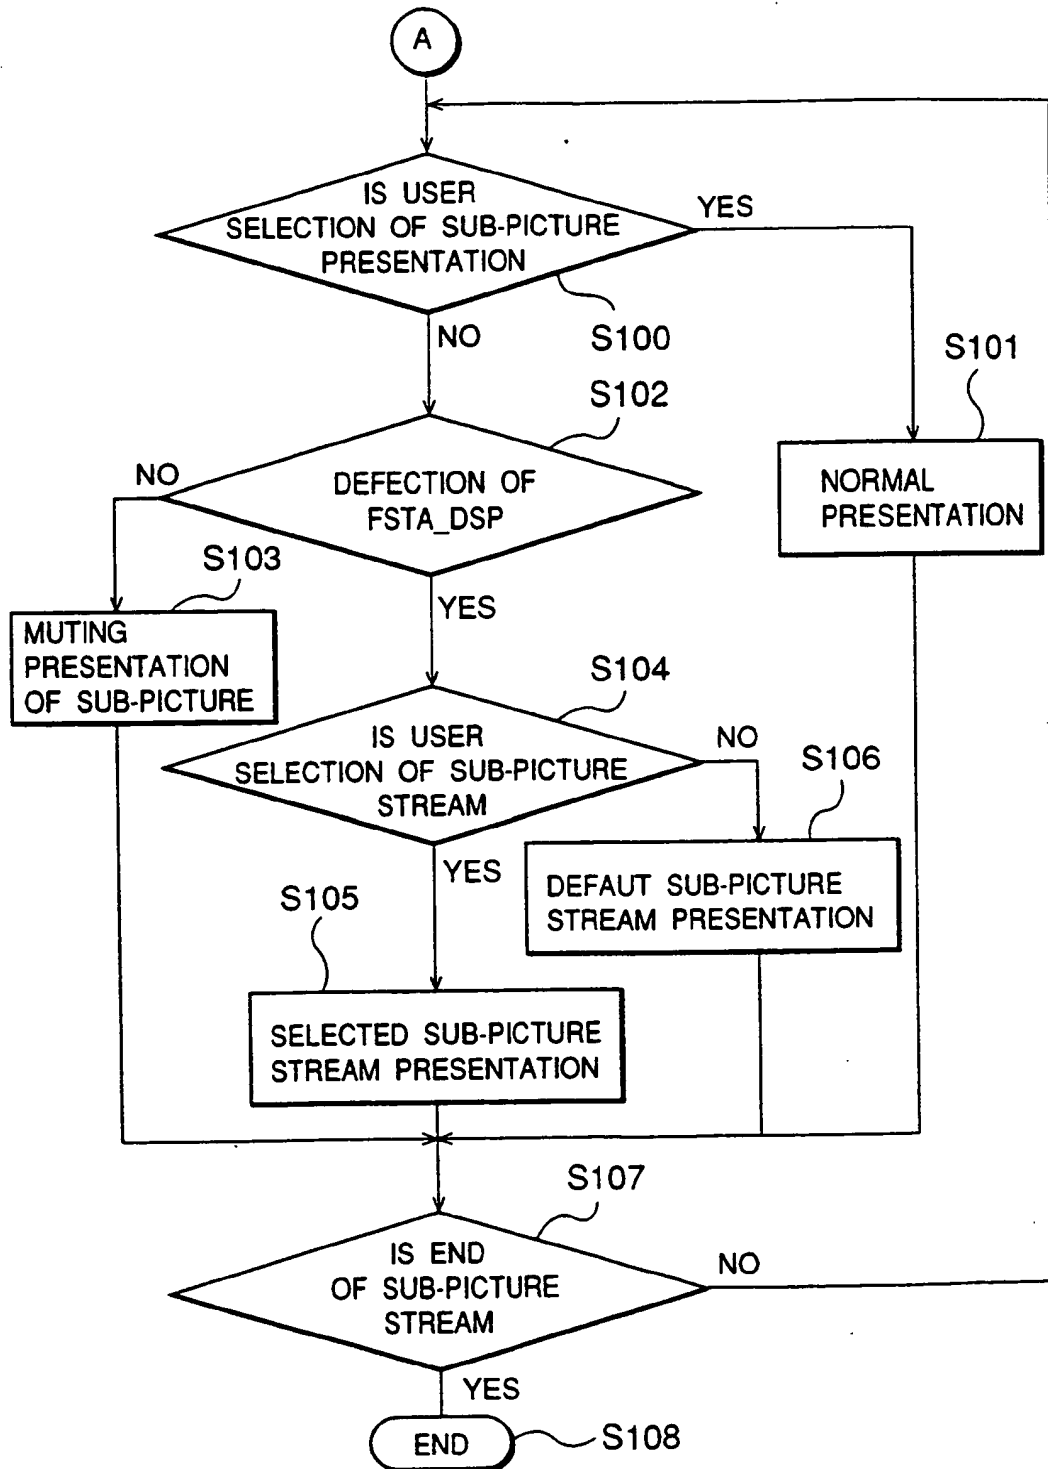 A
IS USER
SELECTION OF SUB-PICTURE
PRESENTATION
YES
S100
NO
S101
NORMAL
PRESENTATION
S102
DEFECTION OF
FSTA_DSP
NO
S103
MUTING
PRESENTATION
OF SUB-PICTURE
YES
S104
IS USER
SELECTION OF SUB-PICTURE
STREAM
NO
S106
DEFAUT SUB-PICTURE
STREAM PRESENTATION
YES
S105
SELECTED SUB-PICTURE
STREAM PRESENTATION
S107
IS END
OF SUB-PICTURE
STREAM
NO
YES
END
S108